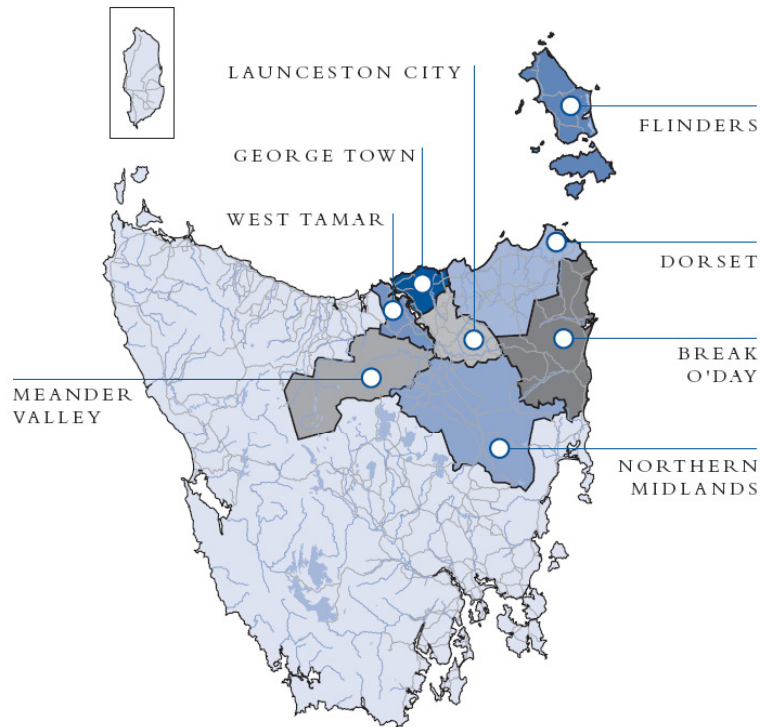 LAUNCESTON CITY
FLINDERS
GEORGE TOWN
WEST TAMAR
DORSET
BREAK
O'DAY
MEANDER
VALLEY
NORTHERN
MIDLANDS